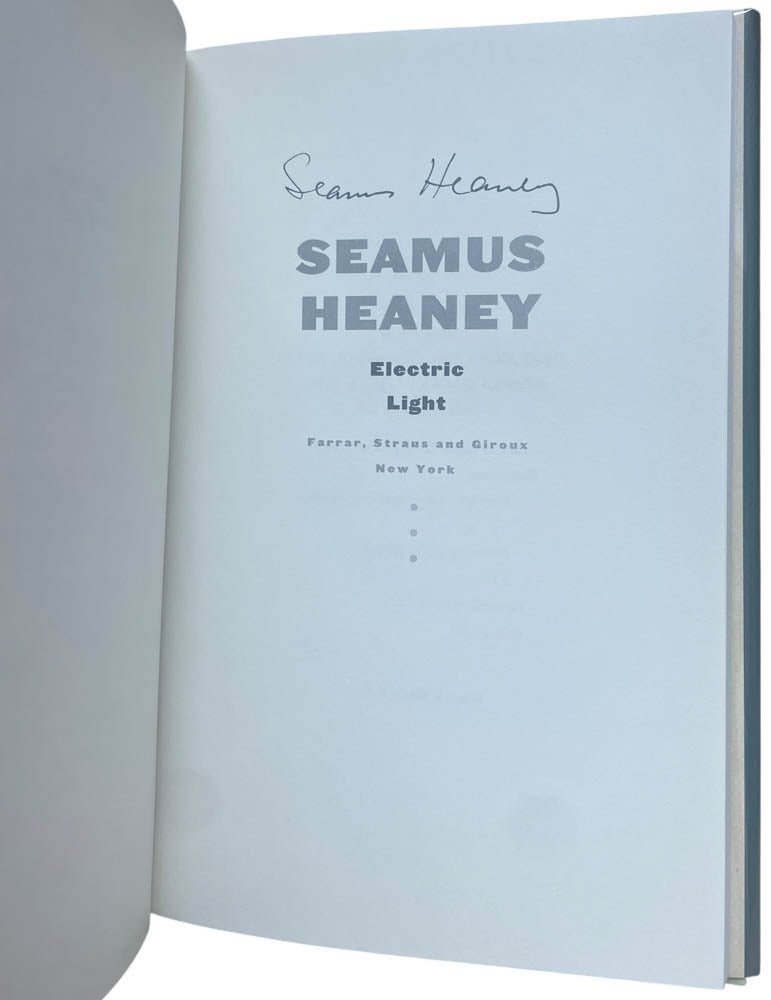 Seamus Heaney
SEAMUS
HEANEY
Electric
Light
Farrar, Straus and Giroux
New York